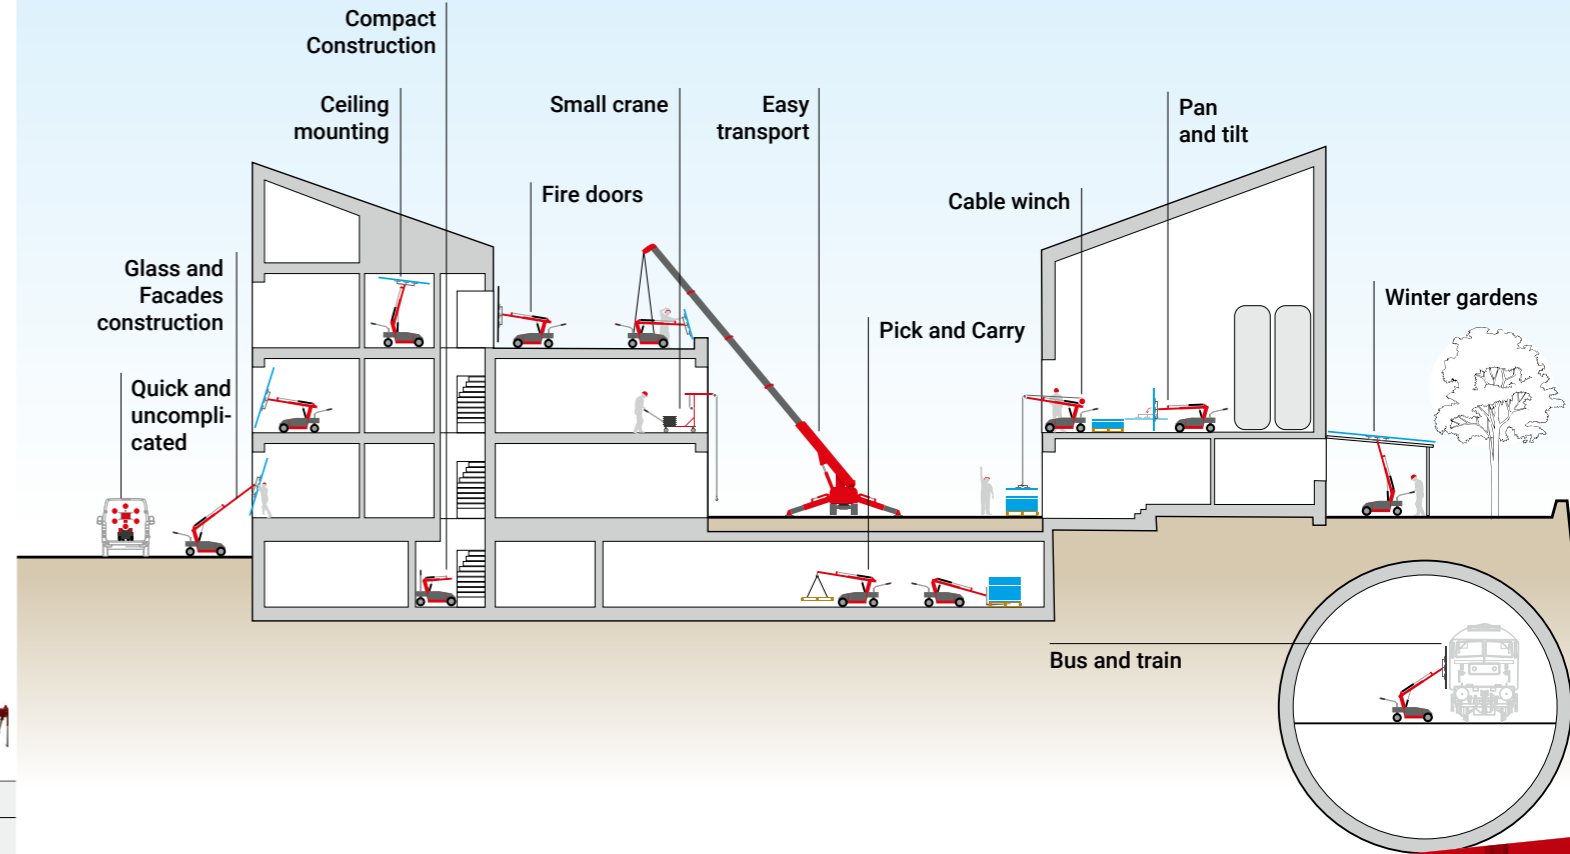 Compact
Construction
Ceiling
mounting
Small crane
Easy
transport
Pan
and tilt
Fire doors
Cable winch
Glass and
Facades
construction
Winter gardens
Pick and Carry
Quick and
uncompli-
cated
Bus and train